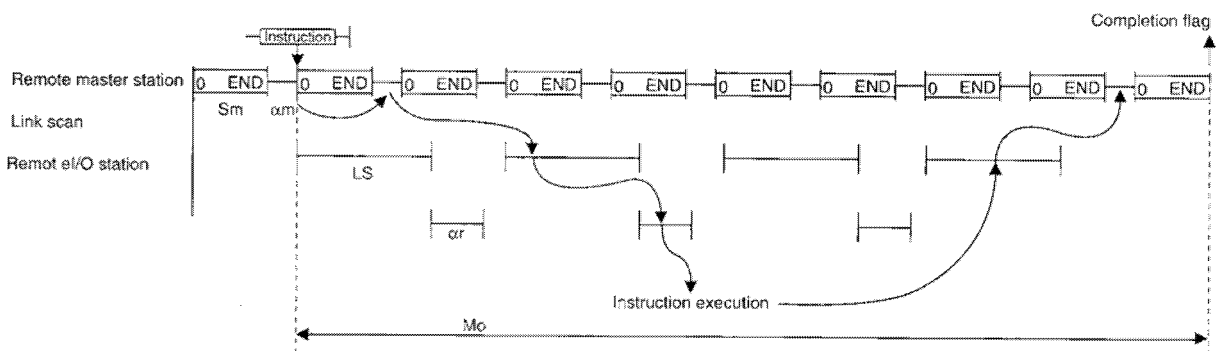 Completion flag
Instruction
Remote master station 0 END 0 END 0 END 0 END 0 END 0 END 0 END 0 END 0 END 0 END
Sm αm
Link scan
Remot eI/O station
LS
αr
Instruction execution
Mo